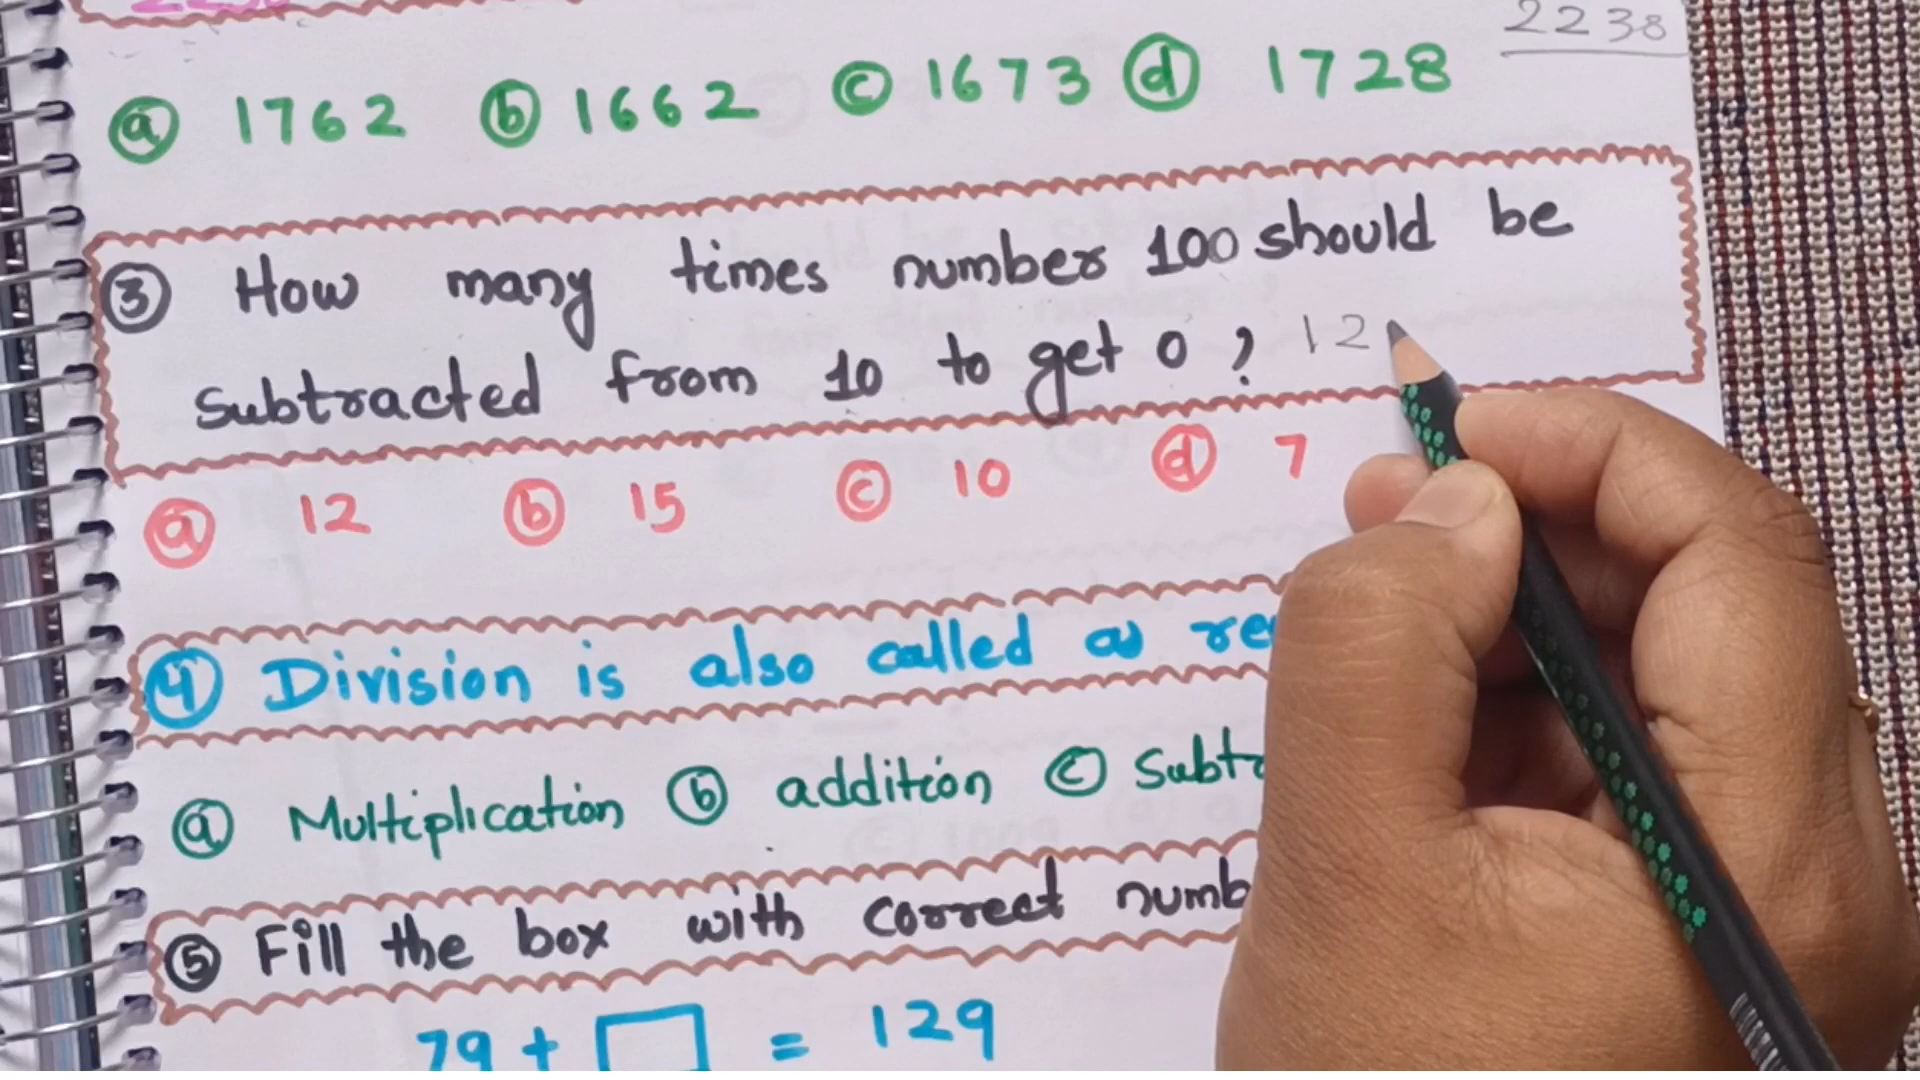 2238
ⓐ 1762 ⓑ 1662 ⓒ 1673 ⓓ 1728
③ How many times number 100 should be
subtracted from 10 to get 0 ? 12
ⓐ 12 ⓑ 15 ⓒ 10 ⓓ 7
④ Division is also called as
ⓐ Multiplication ⓑ addition ⓒ
⑤ Fill the box with correct
79 + □ = 129